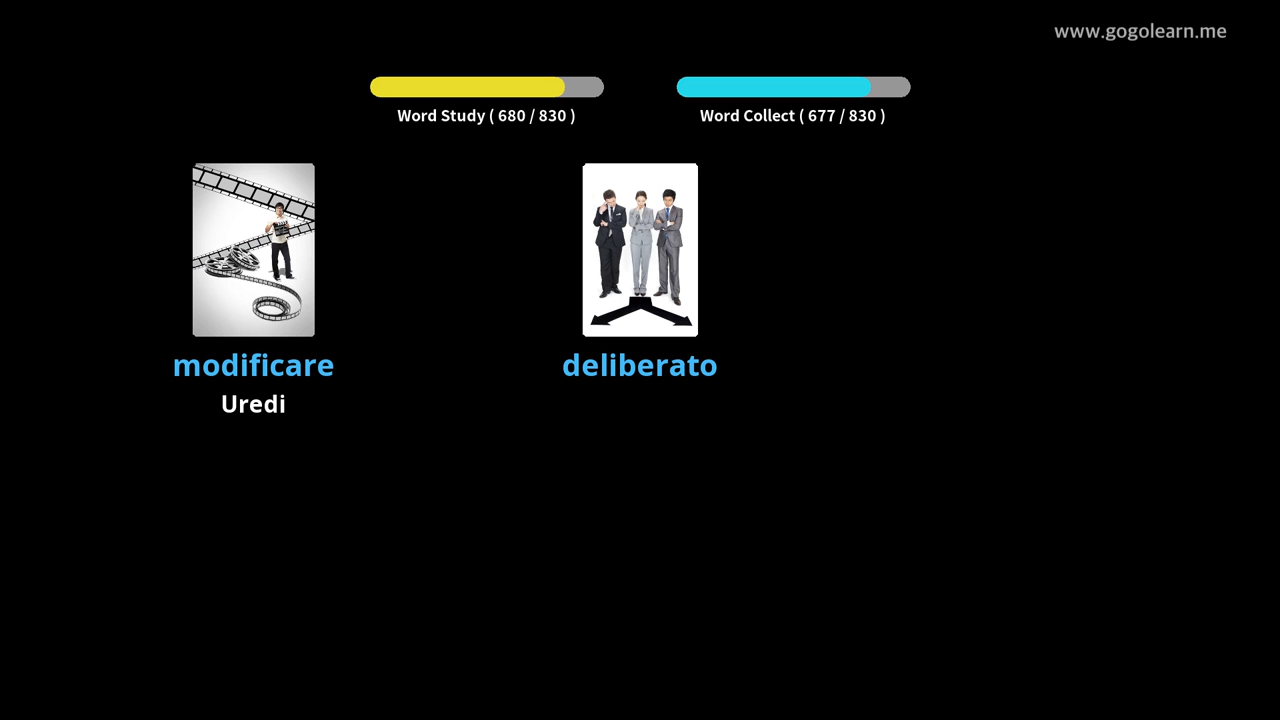 www.gogolearn.me
Word Study ( 680 / 830 )
Word Collect ( 677 / 830 )
modificare
Uredi
deliberato